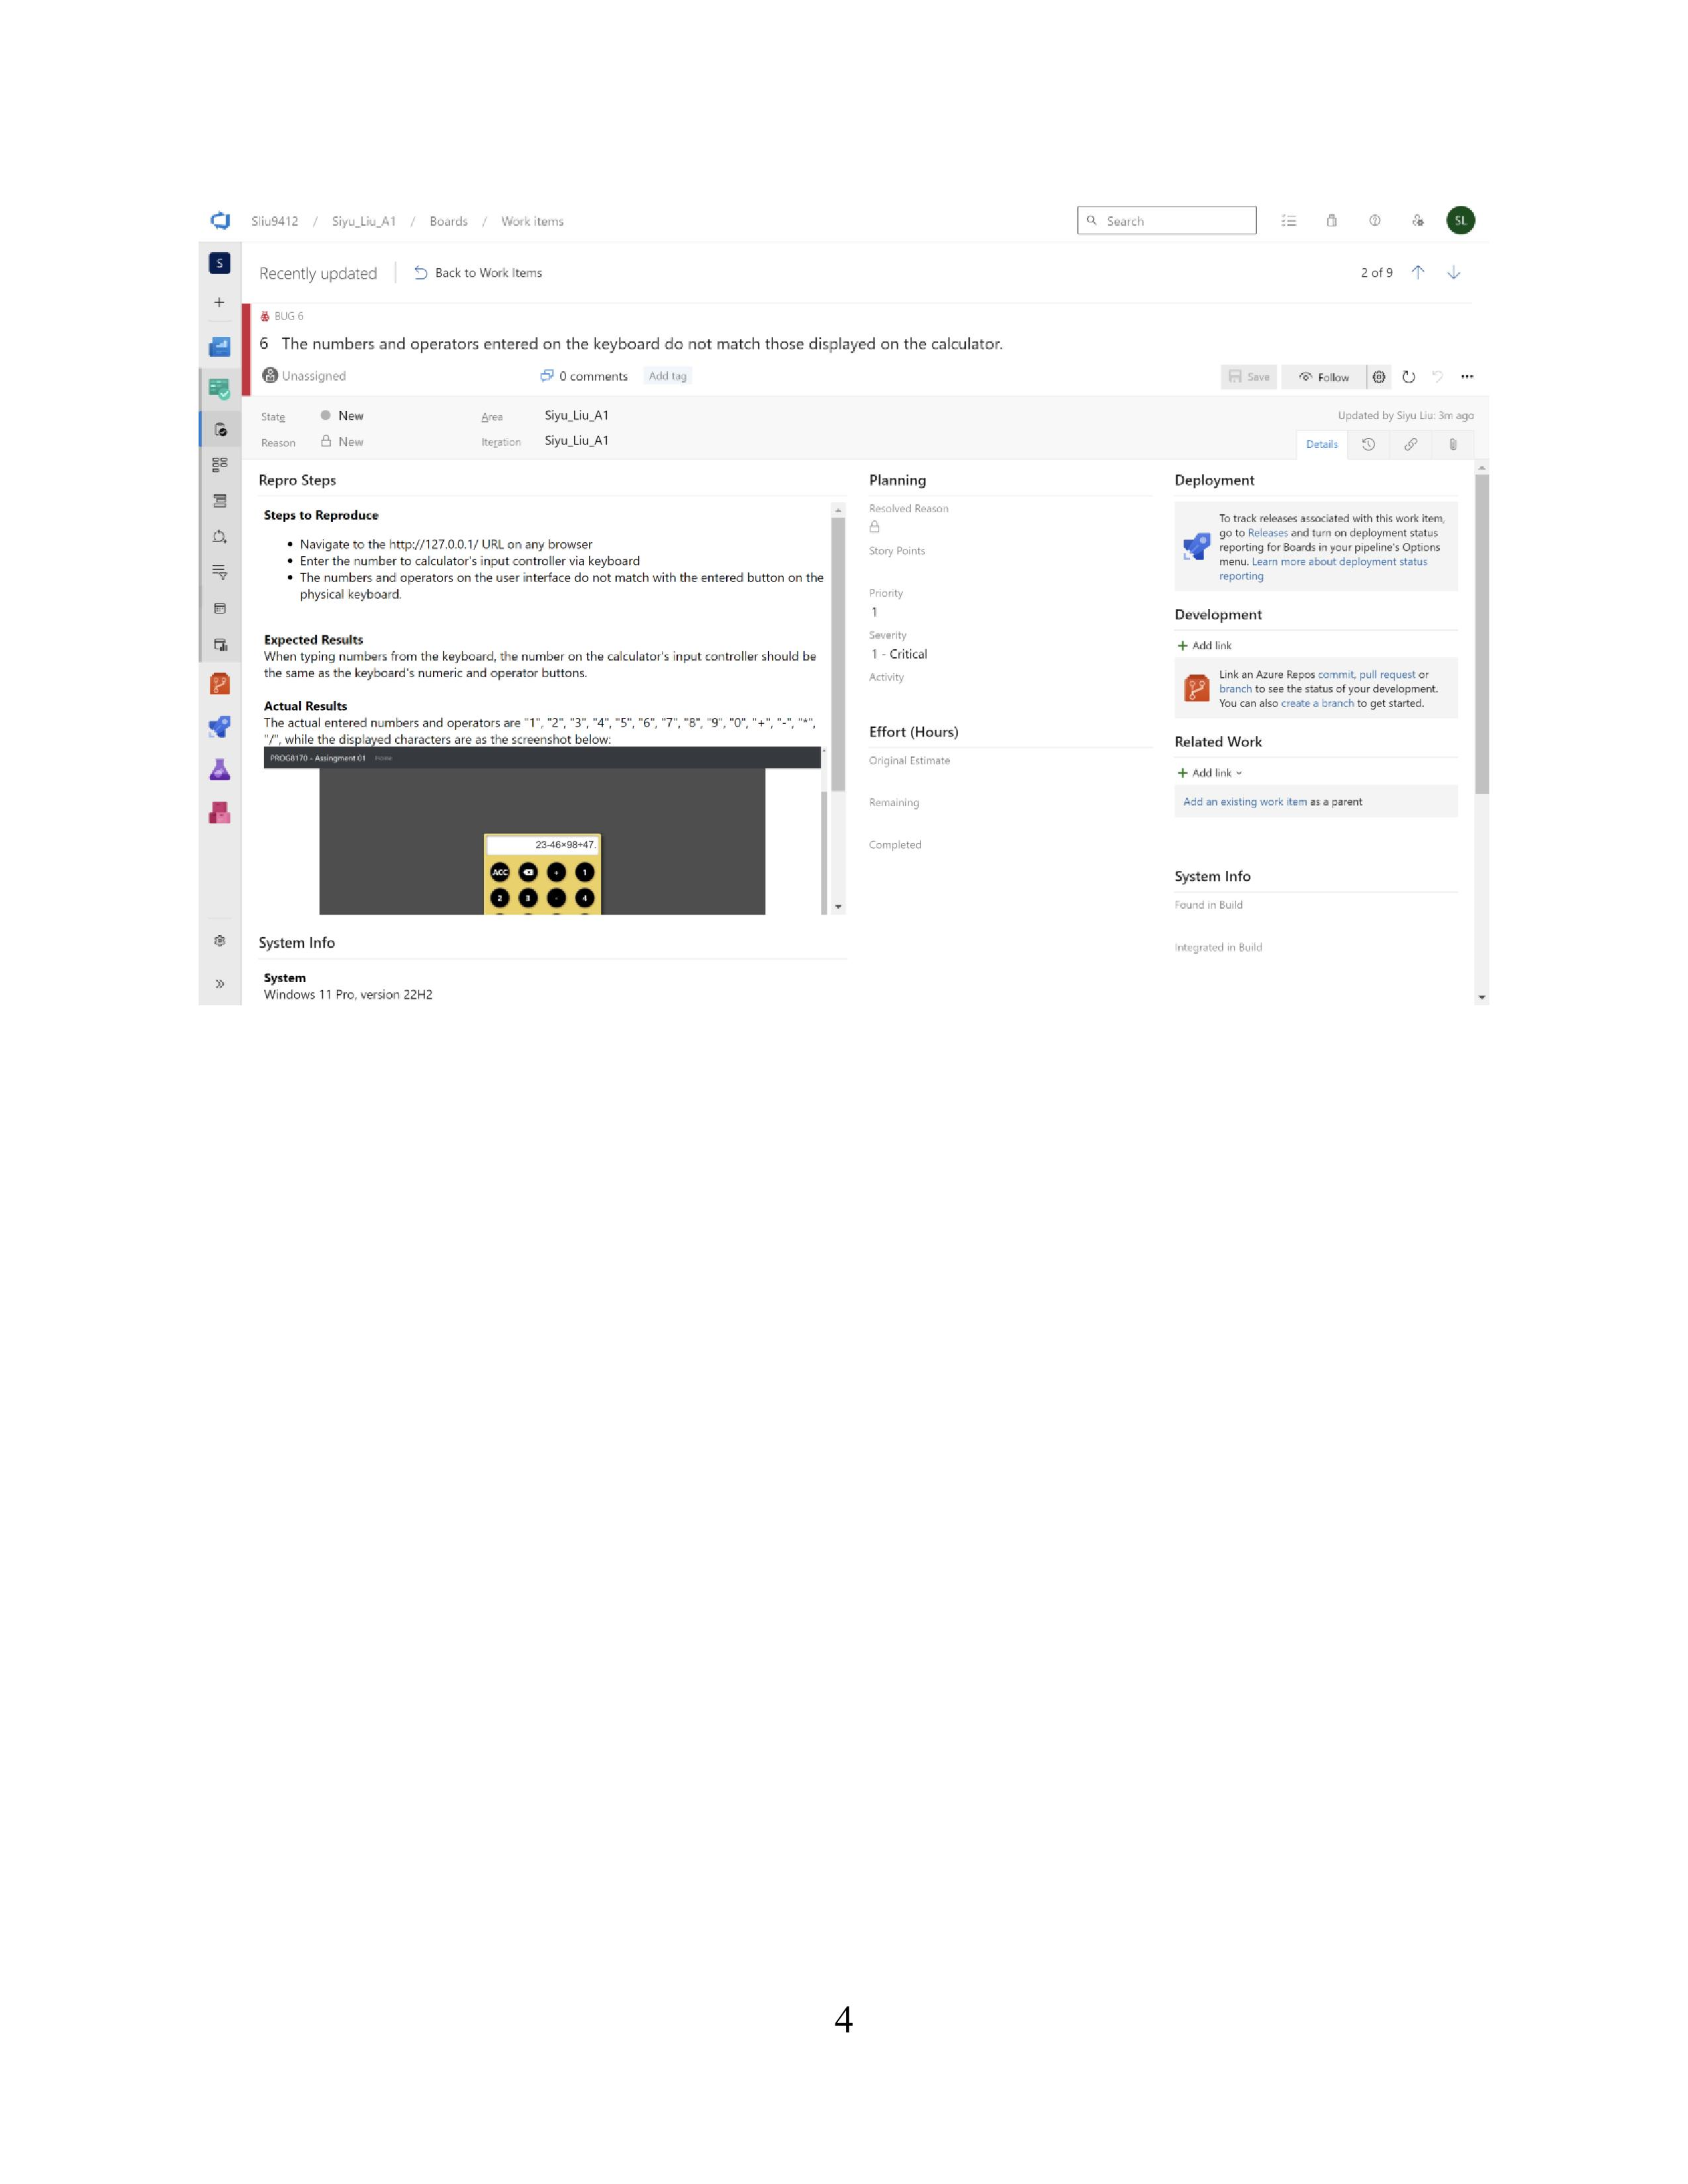 Sliu9412 / Siyu_Liu_A1 / Boards / Work items
Search
SL
S
Recently updated
Back to Work Items
2 of 9
BUG 6
6 The numbers and operators entered on the keyboard do not match those displayed on the calculator.
Unassigned
0 comments
Add tag
Save
Follow
State
New
Area
Siyu_Liu_A1
Updated by Siyu Liu: 3m ago
Reason
New
Iteration
Siyu_Liu_A1
Details
Repro Steps
Steps to Reproduce
• Navigate to the http://127.0.0.1/ URL on any browser
• Enter the number to calculator's input controller via keyboard
• The numbers and operators on the user interface do not match with the entered button on the
physical keyboard.
Expected Results
When typing numbers from the keyboard, the number on the calculator's input controller should be
the same as the keyboard's numeric and operator buttons.
Actual Results
The actual entered numbers and operators are "1", "2", "3", "4", "5", "6", "7", "8", "9", "0", "+", "-", "*",
"/", while the displayed characters are as the screenshot below:
PROG8170 - Assingment 01 Home
23-46×98+47.
ACC
+
1
2
3
-
4
System Info
System
Windows 11 Pro, version 22H2
Planning
Resolved Reason
Story Points
Priority
1
Severity
1 - Critical
Activity
Effort (Hours)
Original Estimate
Remaining
Completed
Deployment
To track releases associated with this work item,
go to Releases and turn on deployment status
reporting for Boards in your pipeline's Options
menu. Learn more about deployment status
reporting
Development
+ Add link
Link an Azure Repos commit, pull request or
branch to see the status of your development.
You can also create a branch to get started.
Related Work
+ Add link
Add an existing work item as a parent
System Info
Found in Build
Integrated in Build
4